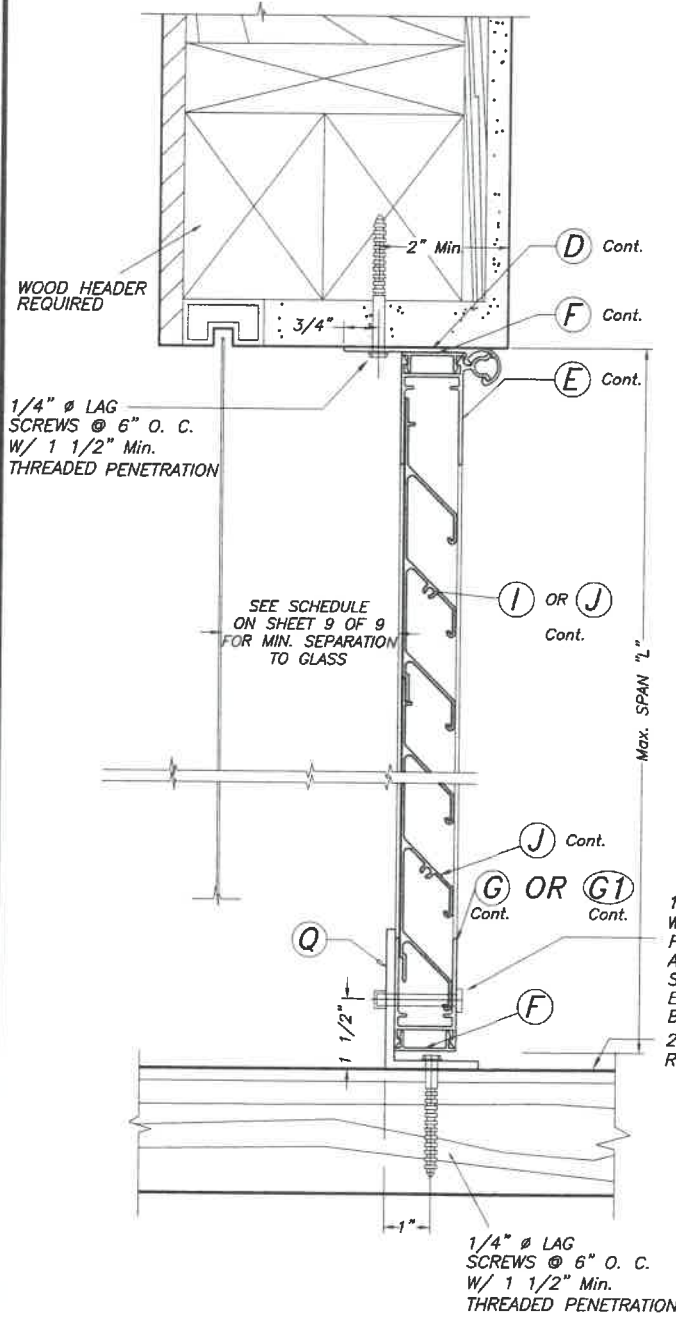 2" Min
D Cont.
WOOD HEADER
REQUIRED
3/4"
F Cont.
E Cont.
1/4" ø LAG
SCREWS @ 6" O. C.
W/ 1 1/2" Min.
THREADED PENETRATION
I OR J
Cont.
SEE SCHEDULE
ON SHEET 9 OF 9
FOR MIN. SEPARATION
TO GLASS
Max. SPAN "L"
J Cont.
G OR G1
Cont. Cont.
Q
1 1/2"
F
1"
1/4" ø LAG
SCREWS @ 6" O. C.
W/ 1 1/2" Min.
THREADED PENETRATION